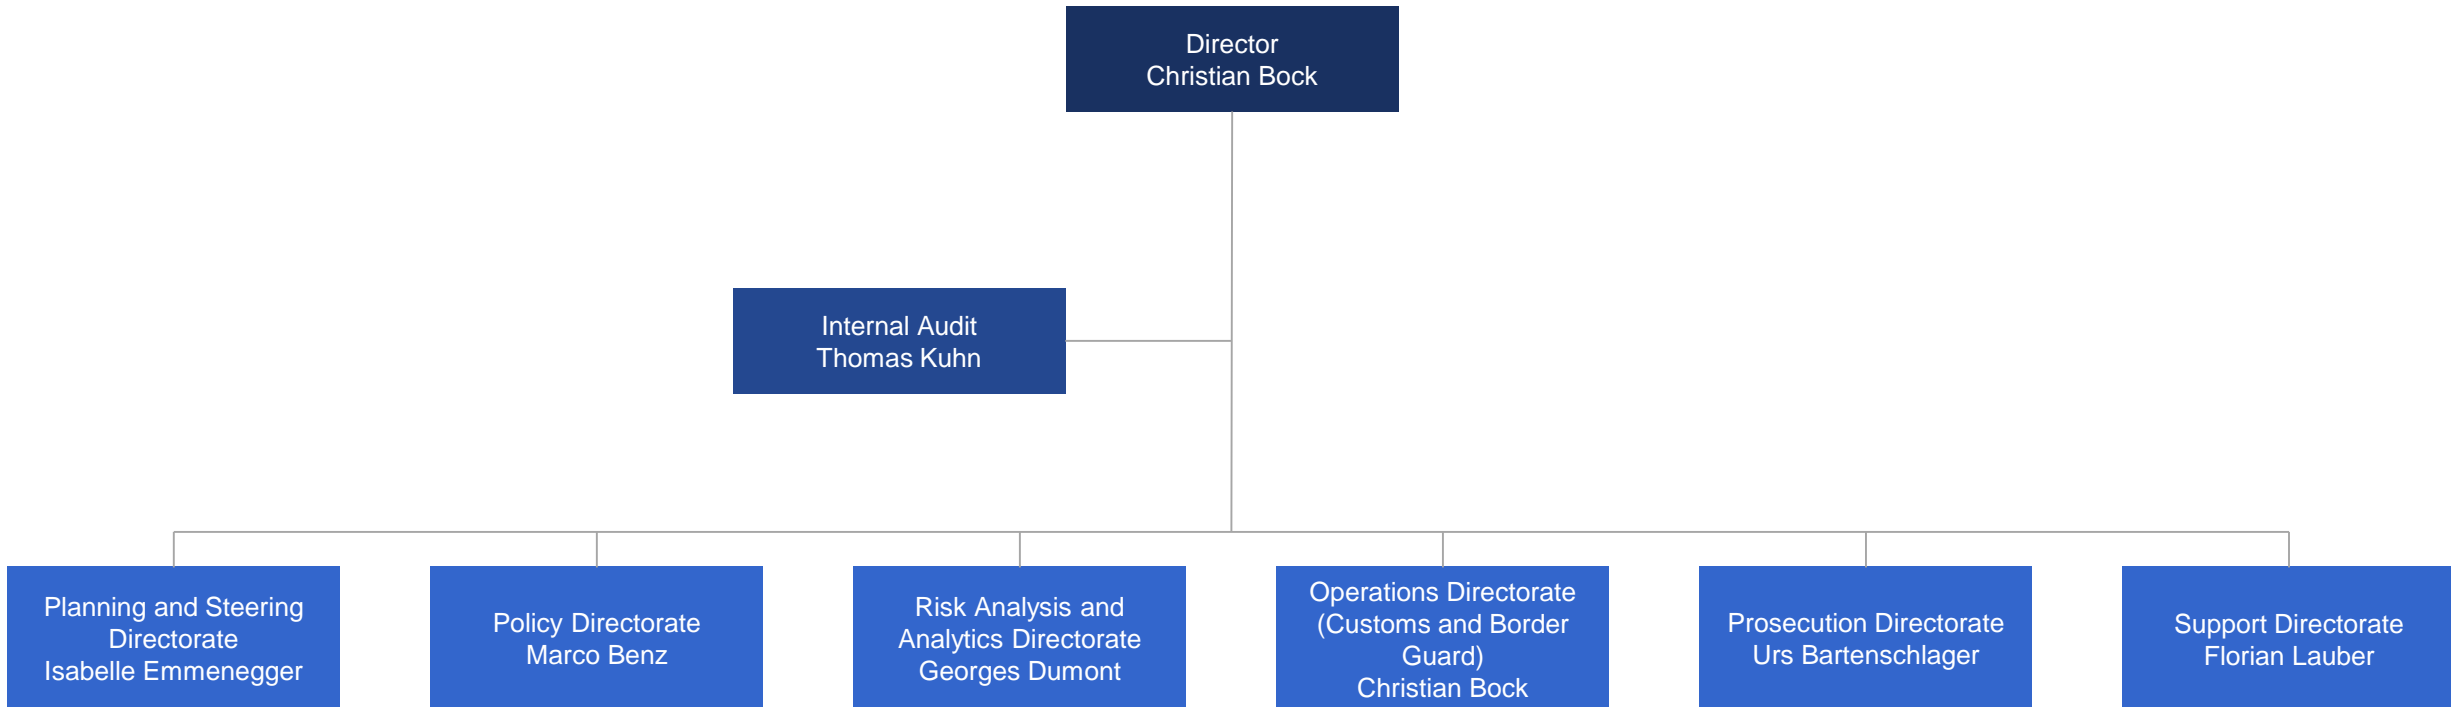 Director
Christian Bock
Internal Audit
Thomas Kuhn
Planning and Steering
Directorate
Isabelle Emmenegger
Policy Directorate
Marco Benz
Risk Analysis and
Analytics Directorate
Georges Dumont
Operations Directorate
(Customs and Border
Guard)
Christian Bock
Prosecution Directorate
Urs Bartenschlager
Support Directorate
Florian Lauber